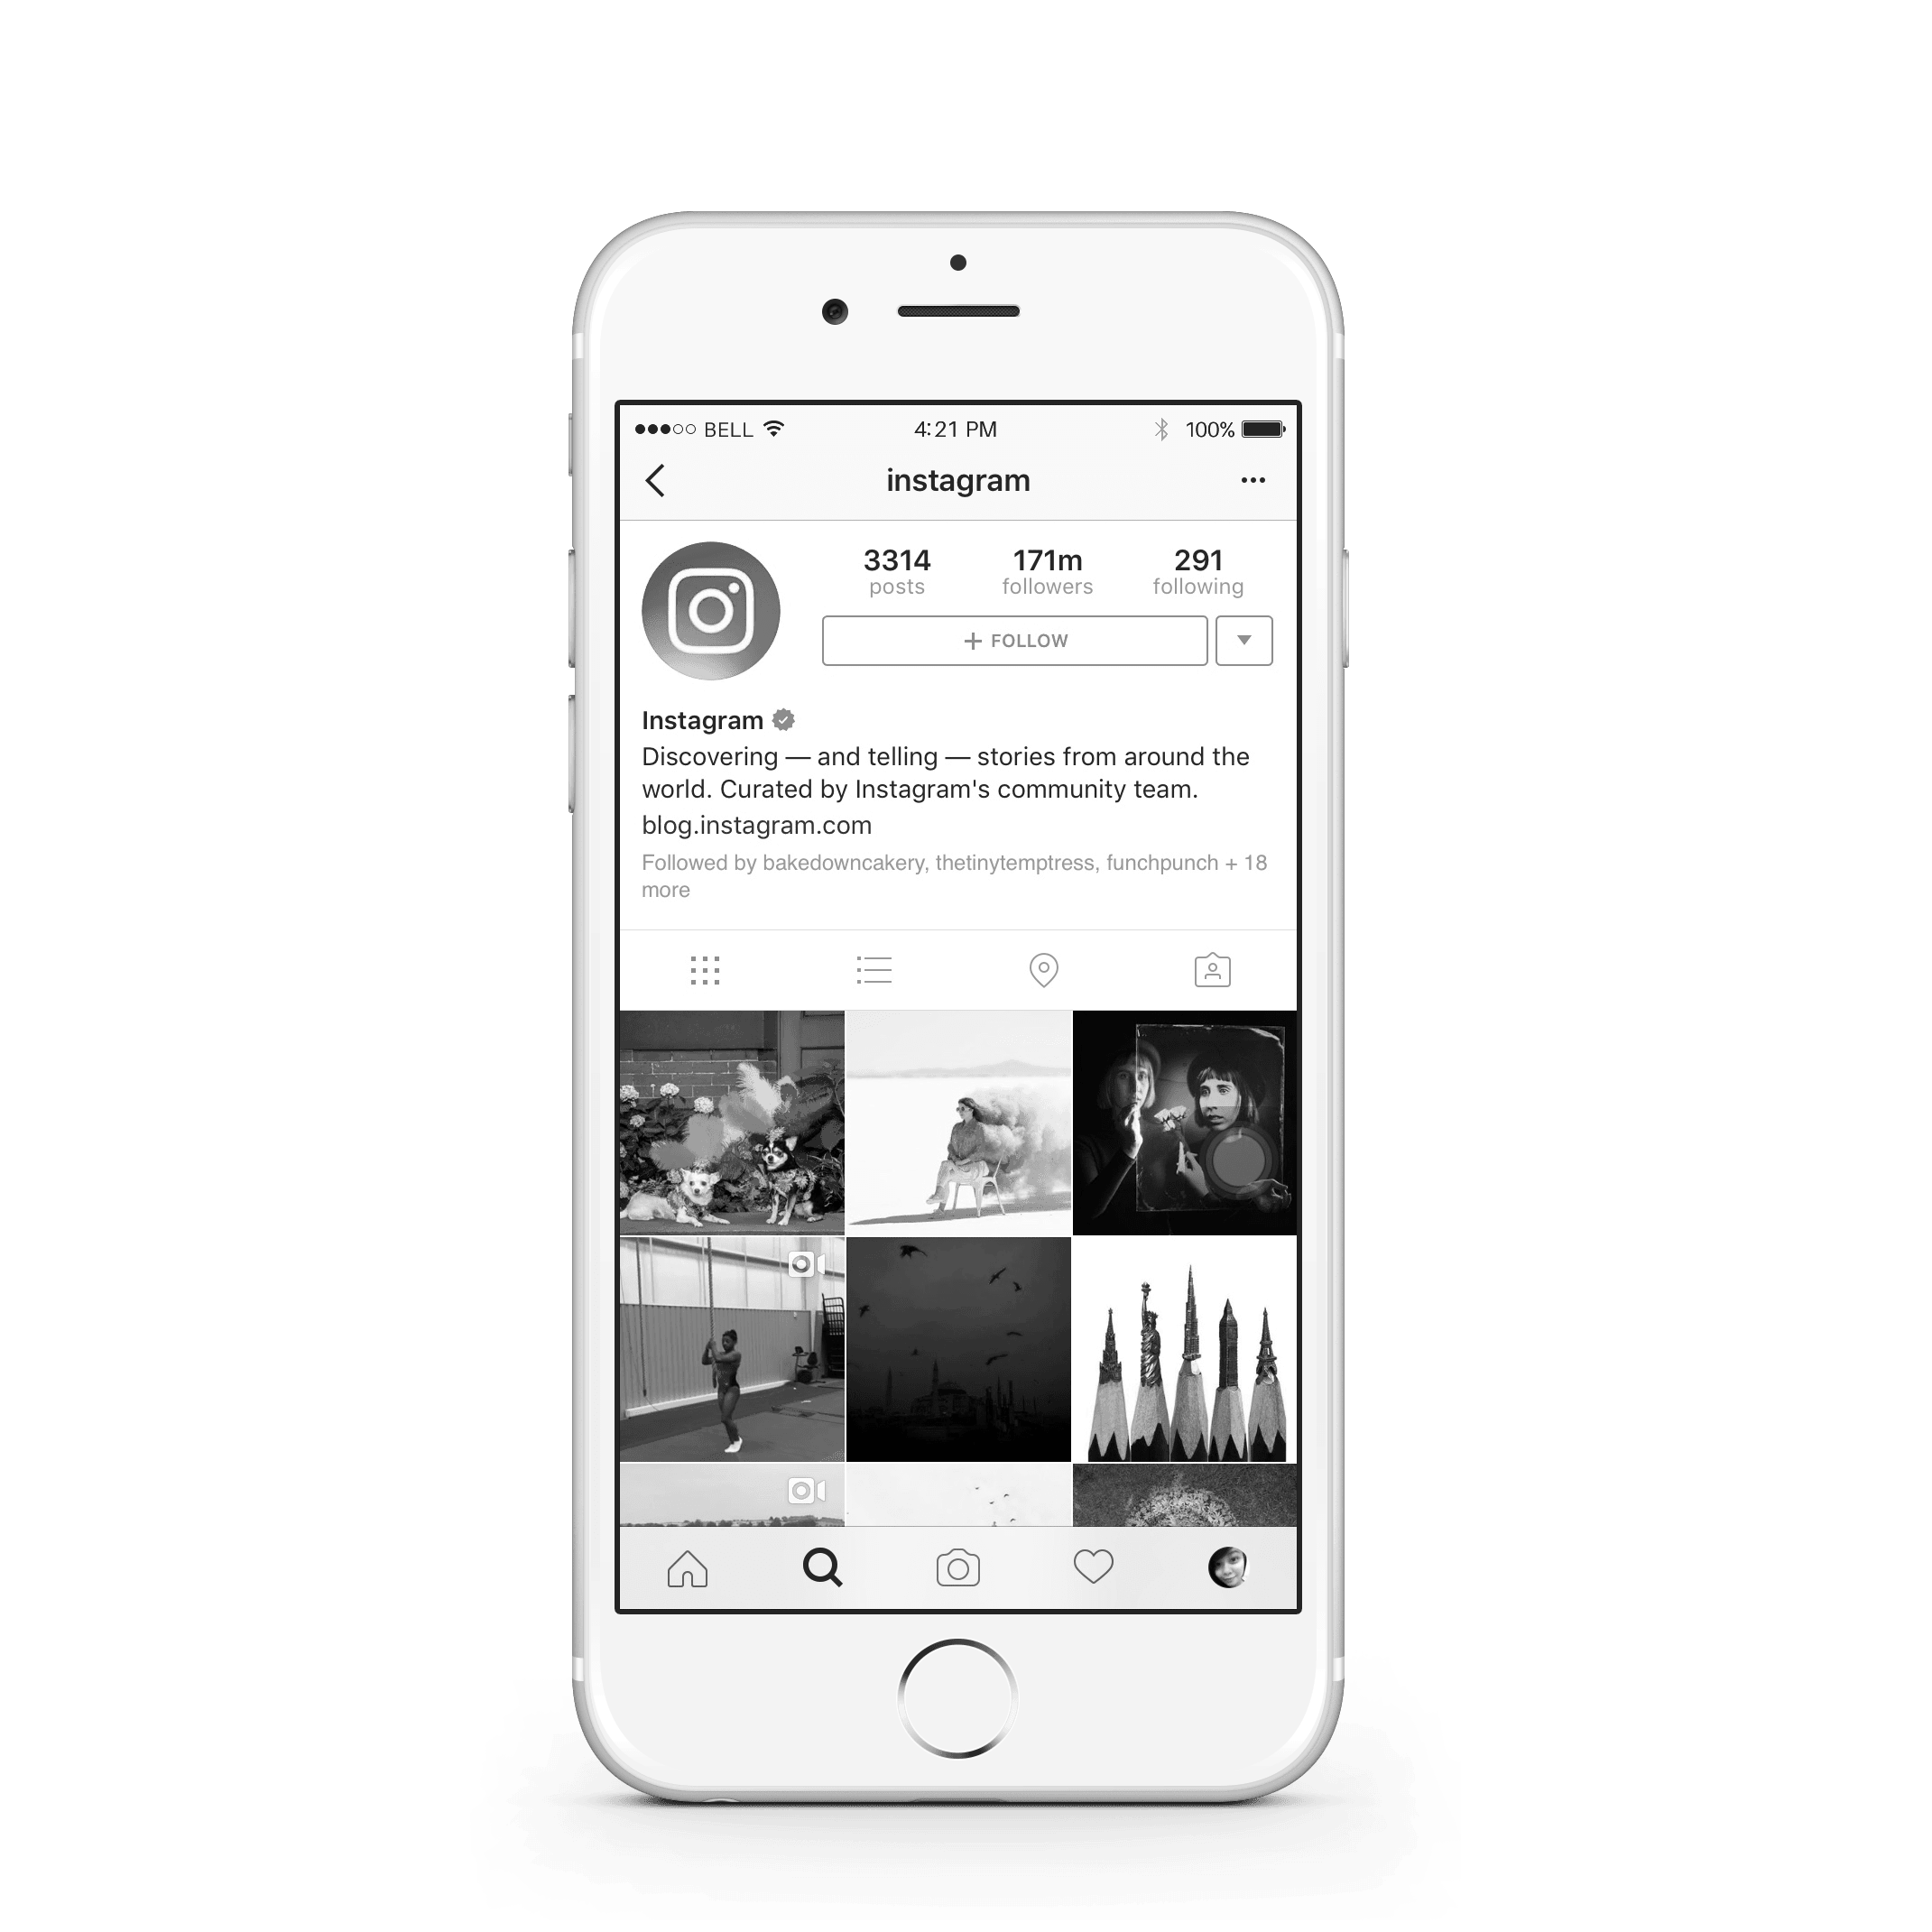 BELL 4:21 PM 100%
instagram
3314 171m 291
posts followers following
+ FOLLOW
Instagram
Discovering — and telling — stories from around the
world. Curated by Instagram's community team.
blog.instagram.com
Followed by bakedowncakery, thetinytemptress, funchpunch + 18
more